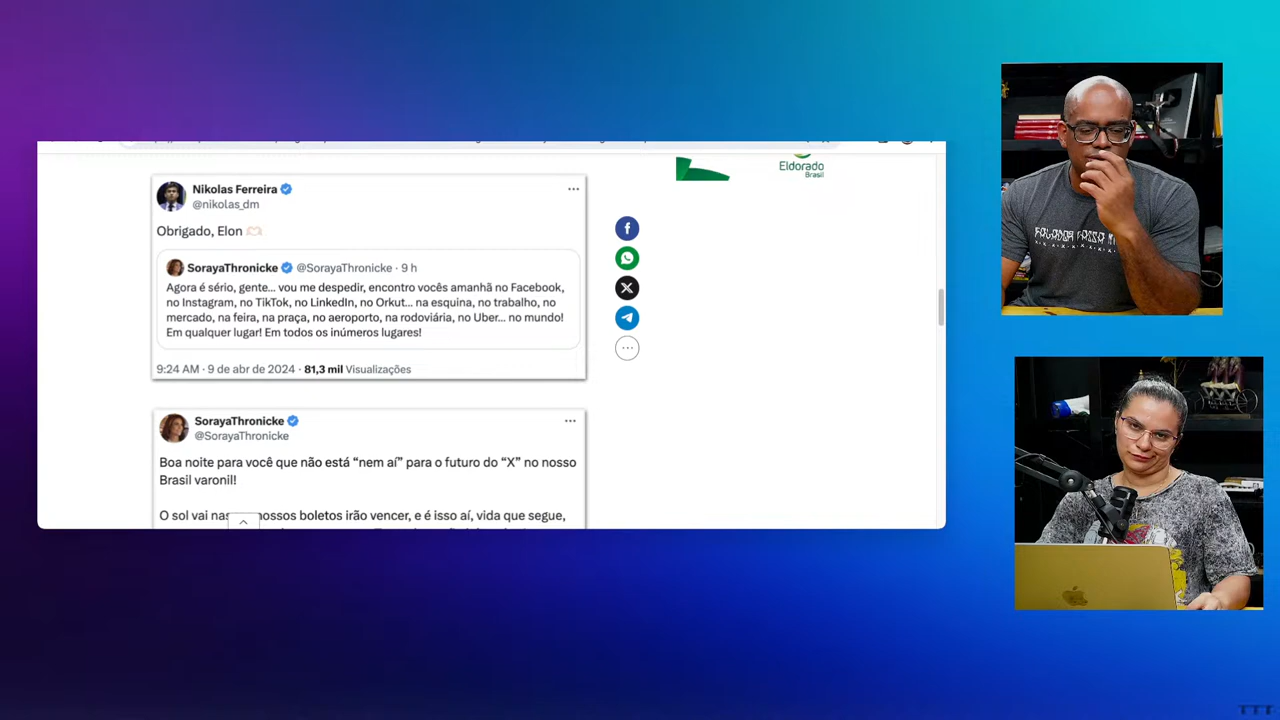 Eldorado
Brasil
Nikolas Ferreira
@nikolas_dm
Obrigado, Elon
SorayaThronicke @SorayaThronicke · 9 h
Agora é sério, gente... vou me despedir, encontro vocês amanhã no Facebook,
no Instagram, no TikTok, no LinkedIn, no Orkut... na esquina, no trabalho, no
mercado, na feira, na praça, no aeroporto, na rodoviária, no Uber... no mundo!
Em qualquer lugar! Em todos os inúmeros lugares!
9:24 AM · 9 de abr de 2024 · 81,3 mil Visualizações
SorayaThronicke
@SorayaThronicke
Boa noite para você que não está “nem aí” para o futuro do “X” no nosso
Brasil varonil!
O sol vai nossos boletos irão vencer, e é isso aí, vida que segue,